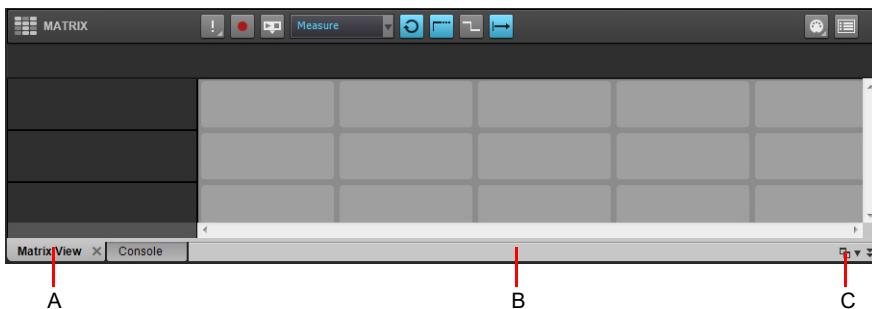 MATRIX
Measure
Matrix View
Console
A
B
C